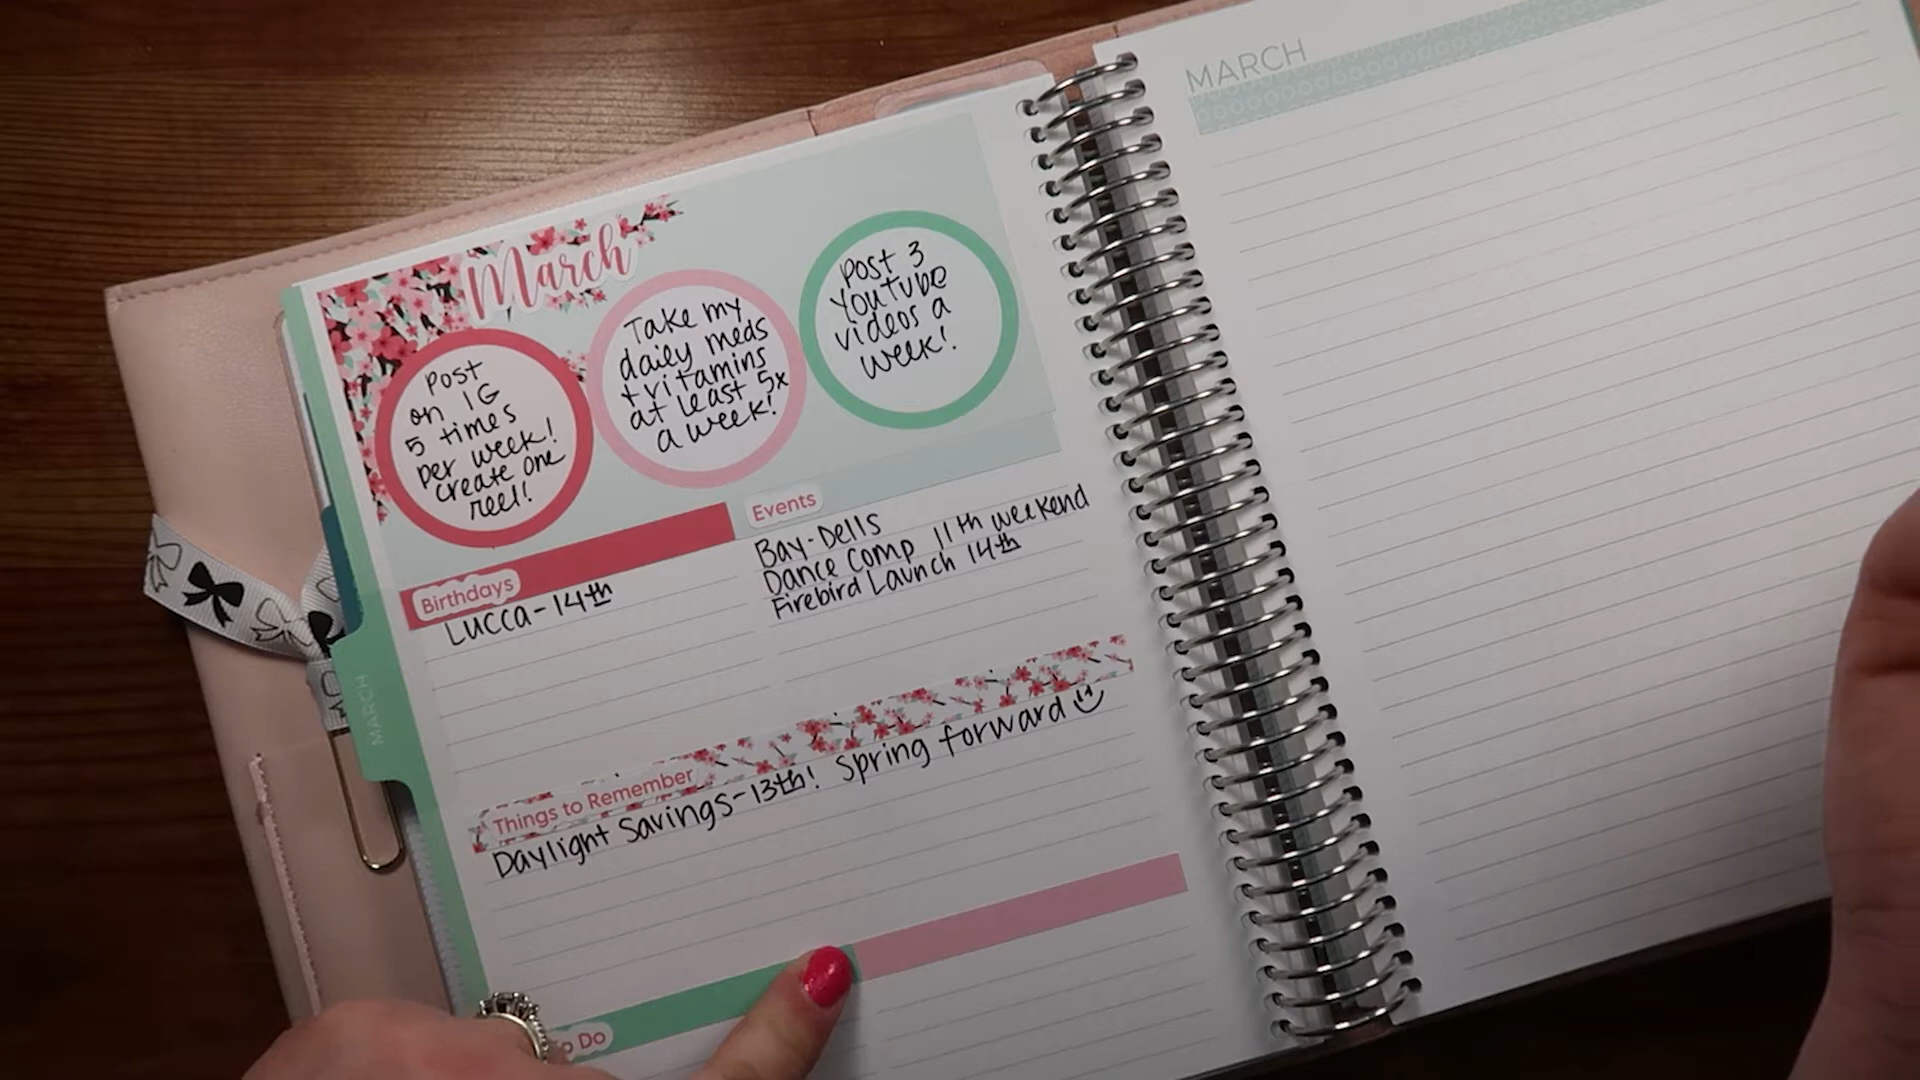 MARCH
March
Post
on IG
5 times
per week!
create one
reel!
Take my
daily meds
+ vitamins
at least 5x
a week!
Post 3
YouTube
videos a
week!
Birthdays
Lucca - 14th
Events
Bay-Dells
Dance Comp 11th weekend
Firebird Launch 14th
MARCH
Things to Remember
Daylight Savings - 13th! Spring forward
To Do